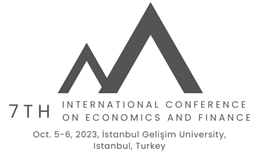 7TH INTERNATIONAL CONFERENCE
ON ECONOMICS AND FINANCE
Oct. 5-6, 2023, İstanbul Gelişim University,
Istanbul, Turkey